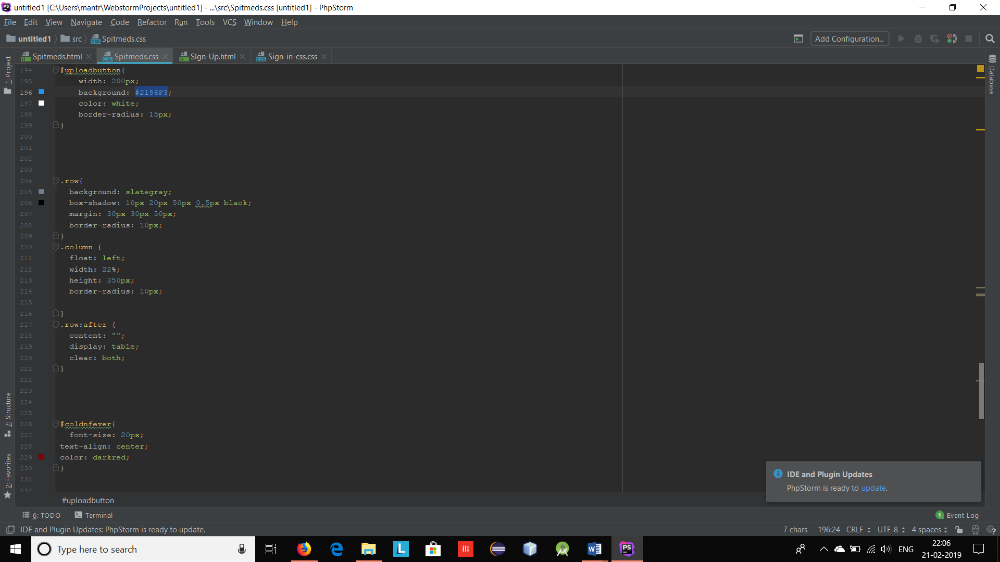 untitled1 [C:\Users\mantr\WebstormProjects\untitled1] - ...\src\Spitmeds.css [untitled1] - PhpStorm
File Edit View Navigate Code Refactor Run Tools VCS Window Help
untitled1 src Spitmeds.css Add Configuration...
Spitmeds.html Spitmeds.css SIgn-Up.html Sign-in-css.css
1: Project
Database
194 #uploadbutton{
195 width: 200px;
196 background: #2196F3;
197 color: white;
198 border-radius: 15px;
199 }
200
201
202
203
204 .row{
205 background: slategray;
206 box-shadow: 10px 20px 50px 0.5px black;
207 margin: 30px 30px 50px;
208 border-radius: 10px;
209 }
210 .column {
211 float: left;
212 width: 22%;
213 height: 350px;
214 border-radius: 10px;
215
216 }
217 .row:after {
218 content: "";
219 display: table;
220 clear: both;
221 }
222
223
224
225
226 #coldnfever{
227 font-size: 20px;
228 text-align: center;
229 color: darkred;
230 }
231
232
7: Structure
2: Favorites
IDE and Plugin Updates
PhpStorm is ready to update.
#uploadbutton
6: TODO Terminal 1 Event Log
IDE and Plugin Updates: PhpStorm is ready to update. 7 chars 196:24 CRLF UTF-8 4 spaces
Type here to search ENG 22:06
21-02-2019